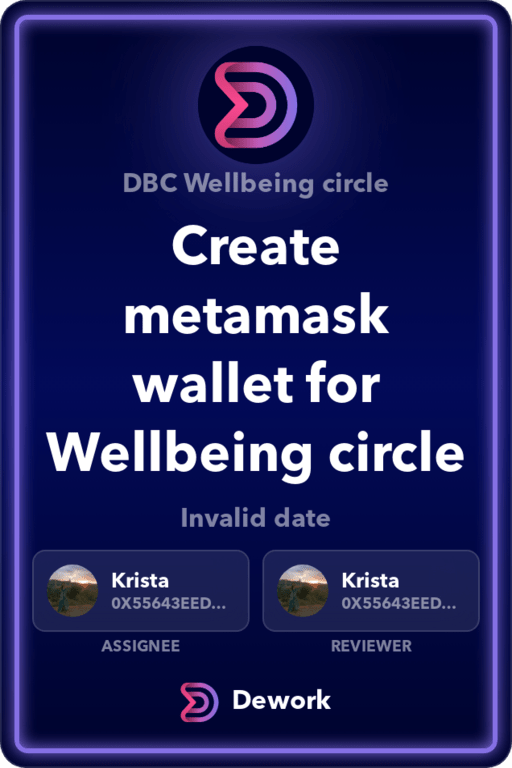 DBC Wellbeing circle
Create
metamask
wallet for
Wellbeing circle
Invalid date
Krista
0X55643EED...
Krista
0X55643EED...
ASSIGNEE
REVIEWER
Dework